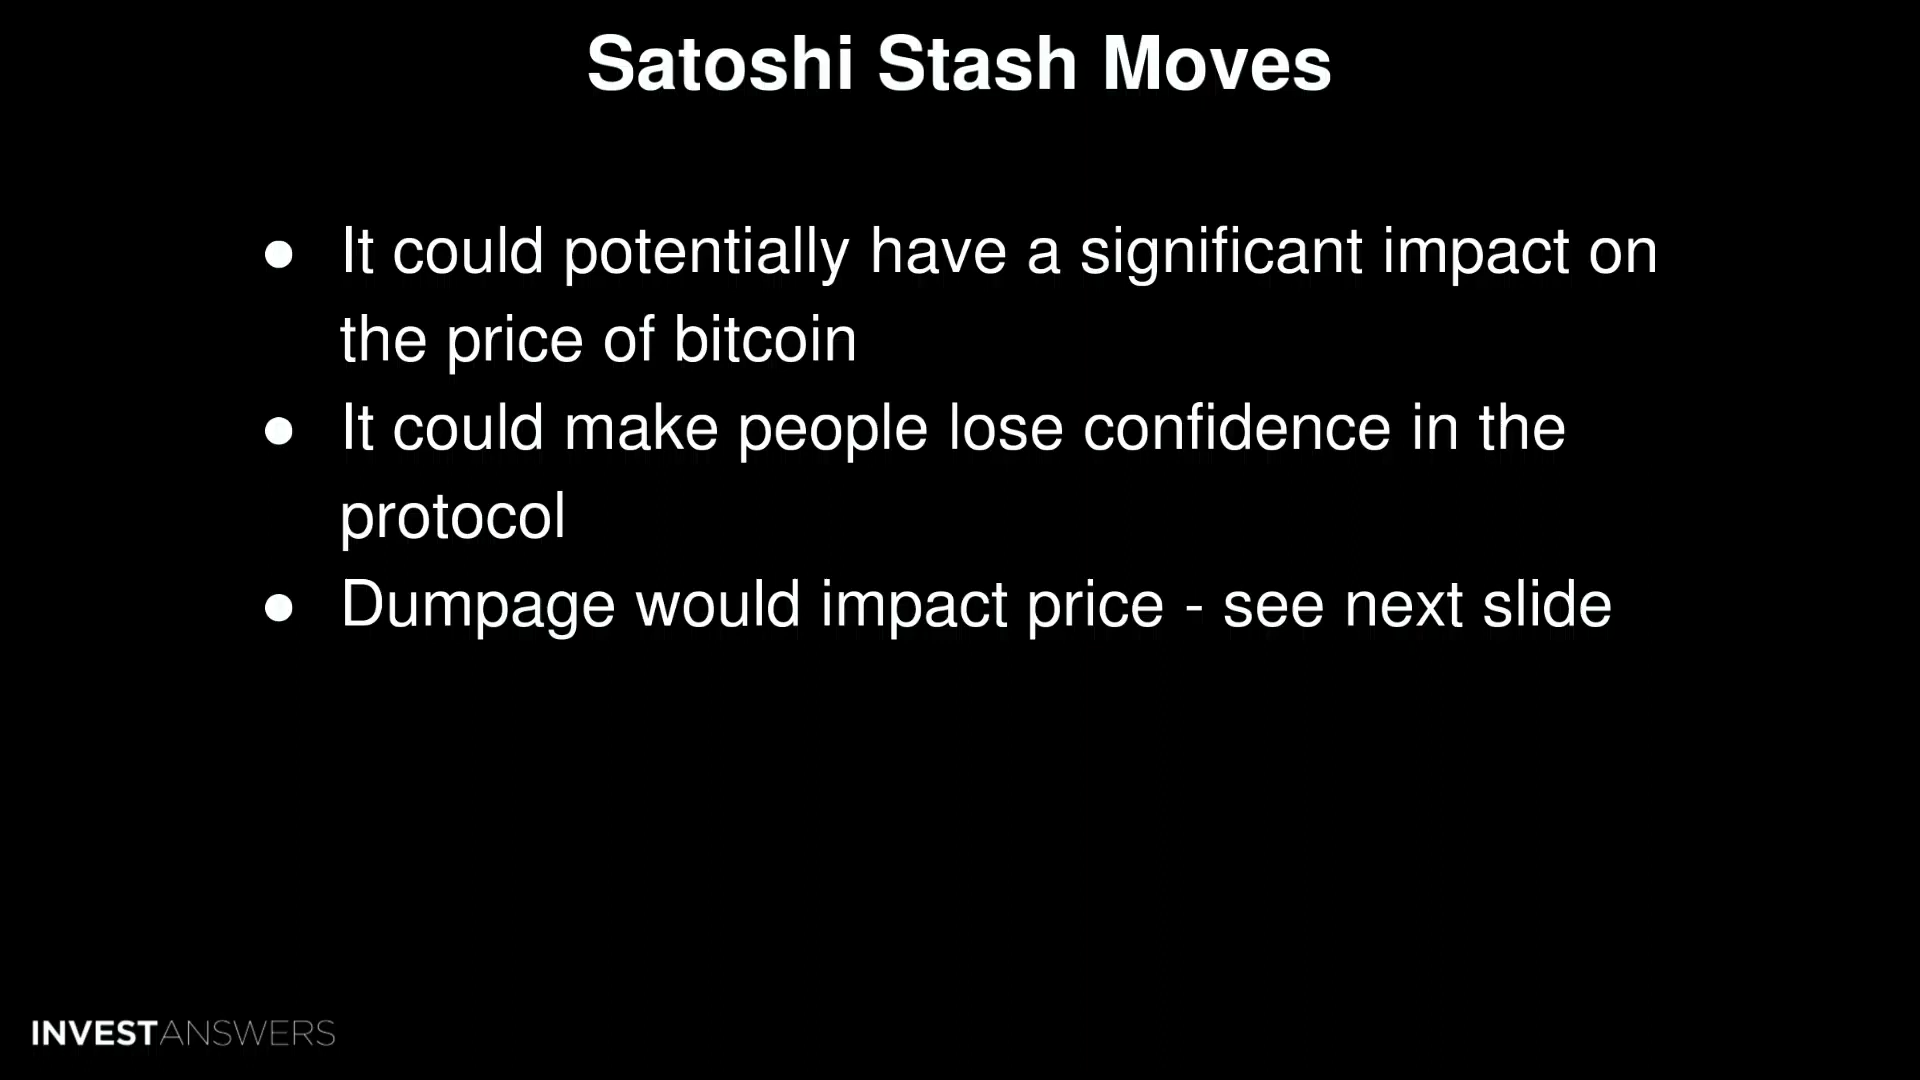 Satoshi Stash Moves
● It could potentially have a significant impact on
the price of bitcoin
● It could make people lose confidence in the
protocol
● Dumpage would impact price - see next slide
INVESTANSWERS